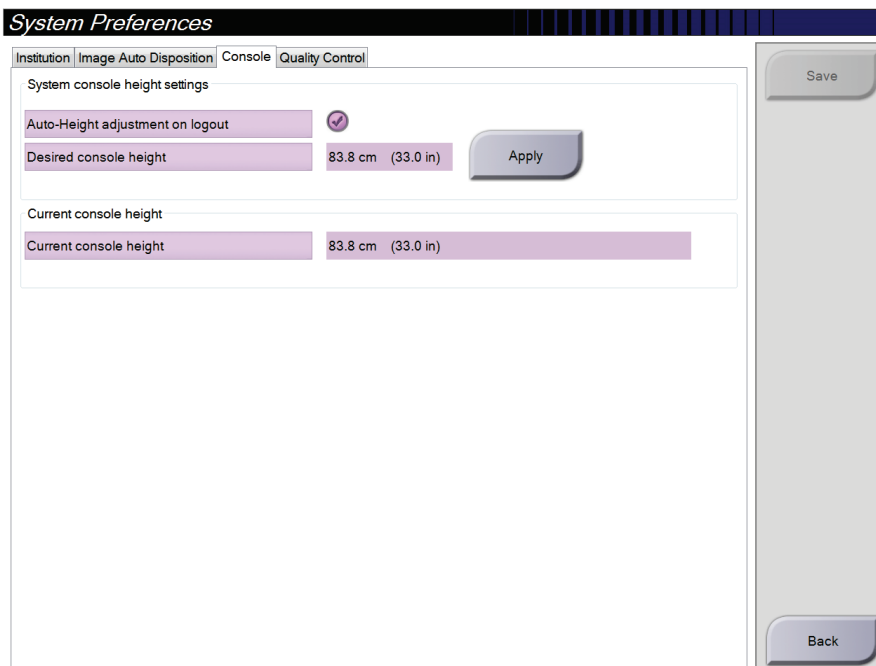 System Preferences
Institution Image Auto Disposition Console Quality Control
Save
System console height settings
Auto-Height adjustment on logout
Desired console height 83.8 cm (33.0 in) Apply
Current console height
Current console height 83.8 cm (33.0 in)
Back